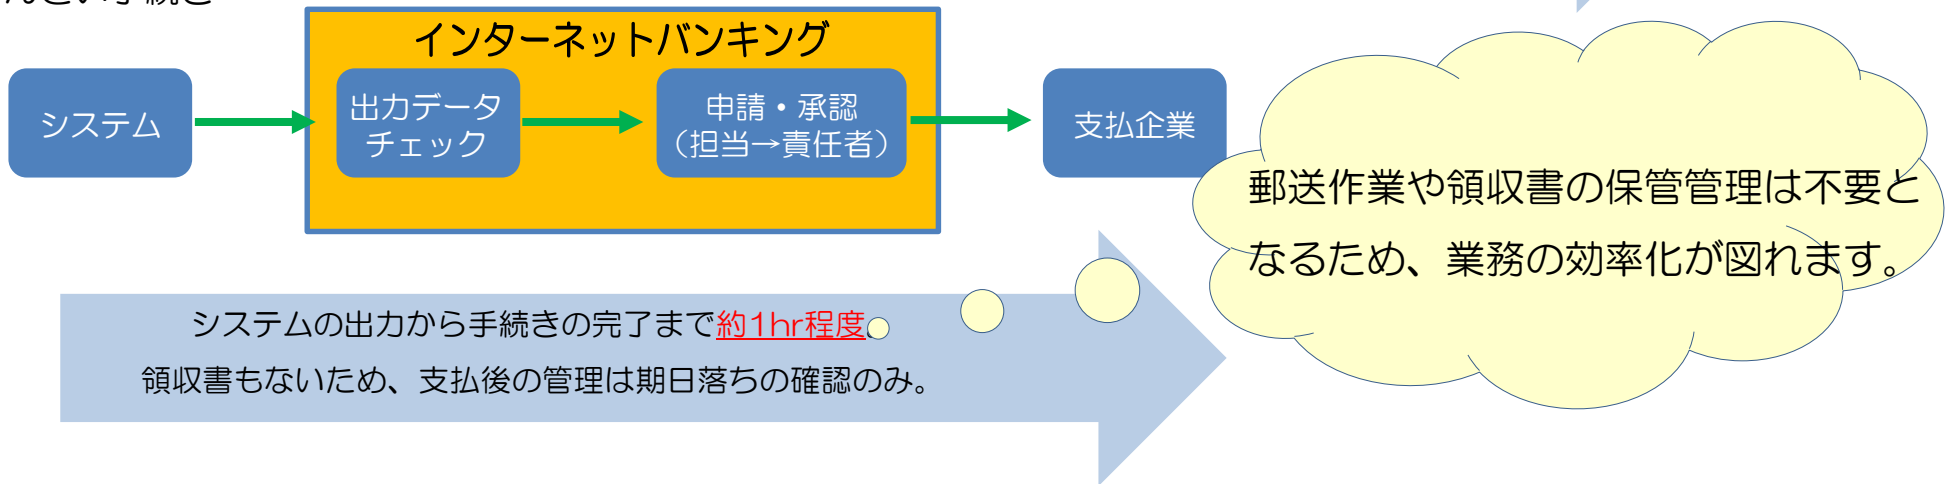 インターネットバンキング
システム
出力データ
チェック
申請・承認
(担当→責任者)
支払企業
郵送作業や領収書の保管管理は不要と
なるため、業務の効率化が図れます。
システムの出力から手続きの完了まで約1hr程度。
領収書もないため、支払後の管理は期日落ちの確認のみ。